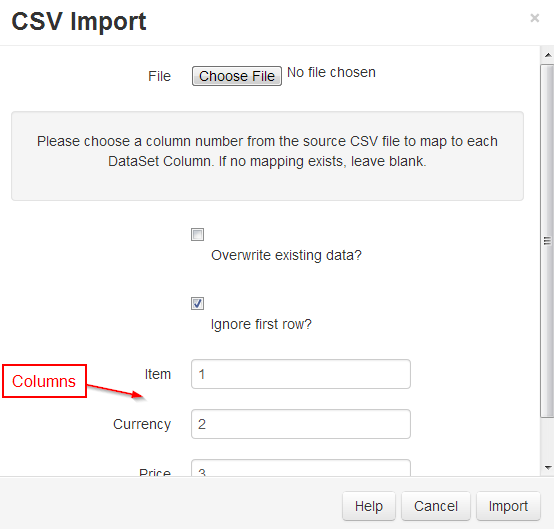 CSV Import
×
File Choose File No file chosen
Please choose a column number from the source CSV file to map to each
DataSet Column. If no mapping exists, leave blank.
Overwrite existing data?
Ignore first row?
Item 1
Columns
Currency 2
Price 3
Help Cancel Import